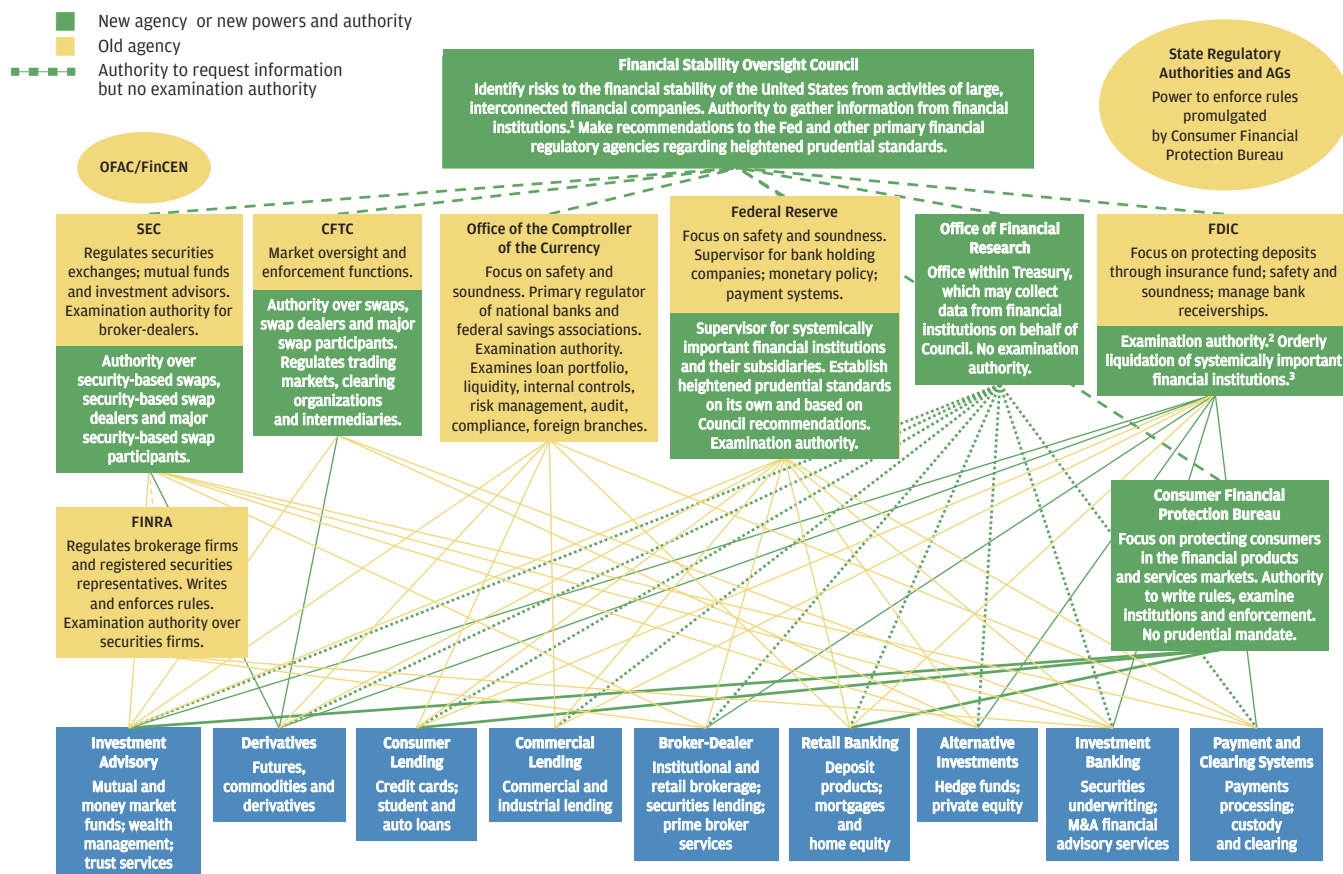 New agency or new powers and authority
Old agency
Authority to request information
but no examination authority
Financial Stability Oversight Council
Identify risks to the financial stability of the United States from activities of large,
interconnected financial companies. Authority to gather information from financial
institutions.¹ Make recommendations to the Fed and other primary financial
regulatory agencies regarding heightened prudential standards.
State Regulatory
Authorities and AGs
Power to enforce rules
promulgated
by Consumer Financial
Protection Bureau
OFAC/FinCEN
SEC
Regulates securities
exchanges; mutual funds
and investment advisors.
Examination authority for
broker-dealers.
Authority over
security-based swaps,
security-based swap
dealers and major
security-based swap
participants.
CFTC
Market oversight and
enforcement functions.
Authority over swaps,
swap dealers and major
swap participants.
Regulates trading
markets, clearing
organizations
and intermediaries.
Office of the Comptroller
of the Currency
Focus on safety and
soundness. Primary regulator
of national banks and
federal savings associations.
Examination authority.
Examines loan portfolio,
liquidity, internal controls,
risk management, audit,
compliance, foreign branches.
Federal Reserve
Focus on safety and soundness.
Supervisor for bank holding
companies; monetary policy;
payment systems.
Supervisor for systemically
important financial institutions
and their subsidiaries. Establish
heightened prudential standards
on its own and based on
Council recommendations.
Examination authority.
Office of Financial
Research
Office within Treasury,
which may collect
data from financial
institutions on behalf of
Council. No examination
authority.
FDIC
Focus on protecting deposits
through insurance fund; safety and
soundness; manage bank
receiverships.
Examination authority.² Orderly
liquidation of systemically important
financial institutions.³
FINRA
Regulates brokerage firms
and registered securities
representatives. Writes
and enforces rules.
Examination authority over
securities firms.
Consumer Financial
Protection Bureau
Focus on protecting consumers
in the financial products
and services markets. Authority
to write rules, examine
institutions and enforcement.
No prudential mandate.
Investment
Advisory
Mutual and
money market
funds; wealth
management;
trust services
Derivatives
Futures,
commodities and
derivatives
Consumer
Lending
Credit cards;
student and
auto loans
Commercial
Lending
Commercial and
industrial lending
Broker-Dealer
Institutional and
retail brokerage;
securities lending;
prime broker
services
Retail Banking
Deposit
products;
mortgages
and
home equity
Alternative
Investments
Hedge funds;
private equity
Investment
Banking
Securities
underwriting;
M&A financial
advisory services
Payment and
Clearing Systems
Payments
processing;
custody
and clearing